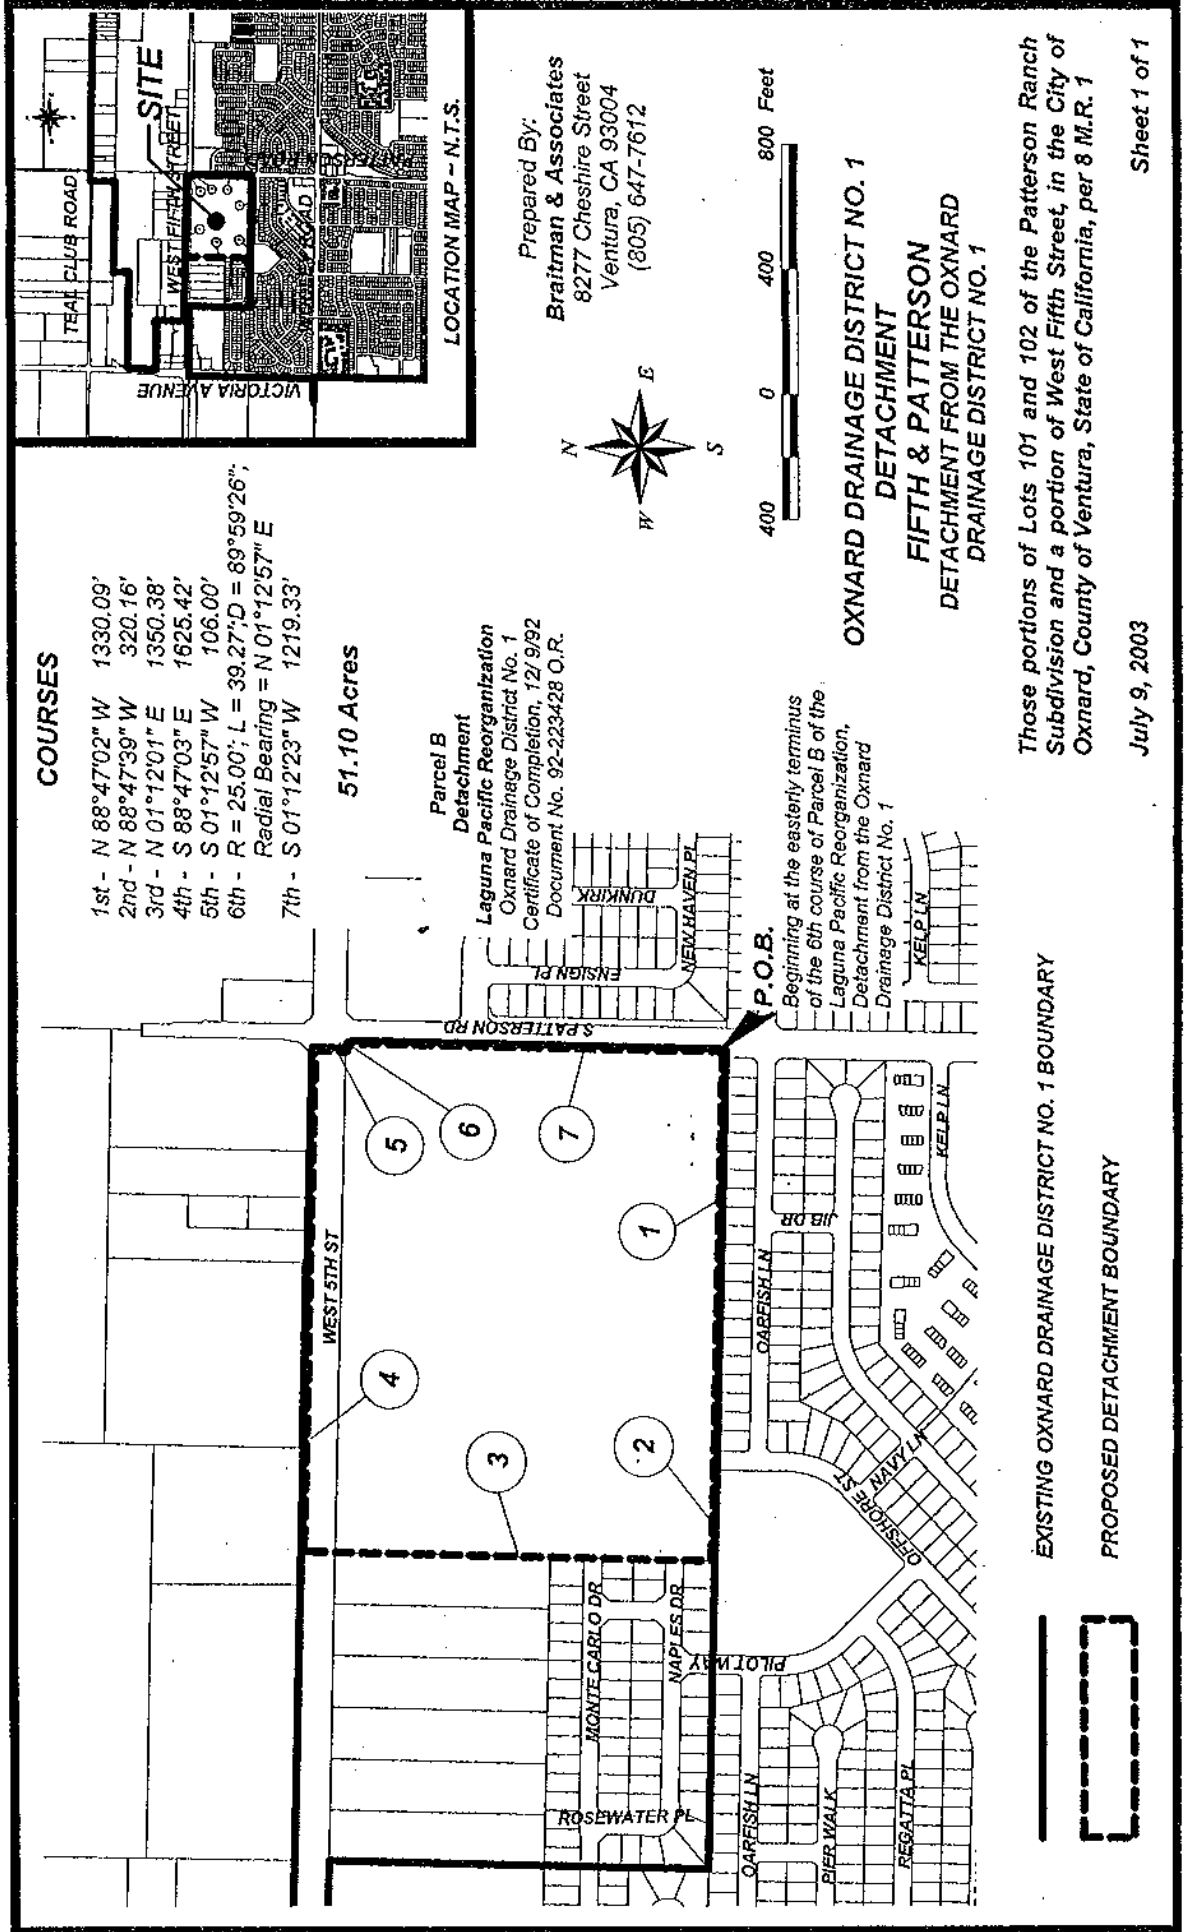 COURSES
1st - N 88°47'02" W 1330.09'
2nd - N 88°47'39" W 320.16'
3rd - N 01°12'01" E 1350.38'
4th - S 88°47'03" E 1625.42'
5th - S 01°12'57" W 106.00'
6th - R = 25.00'; L = 39.27';D = 89°59'26";
Radial Bearing = N 01°12'57" E
7th - S 01°12'23" W 1219.33'
51.10 Acres
Parcel B
Detachment
Laguna Pacific Reorganization
Oxnard Drainage District No. 1
Certificate of Completion, 12/ 9/92
Document No. 92-223428 O.R.
TEAL CLUB ROAD
SITE
WEST FIFTH STREET
VICTORIA AVENUE
PATTERSON ROAD
LOCATION MAP - N.T.S.
Prepared By:
Braitman & Associates
8277 Cheshire Street
Ventura, CA 93004
(805) 647-7612
N
W
E
S
400 0 400 800 Feet
OXNARD DRAINAGE DISTRICT NO. 1
DETACHMENT
FIFTH & PATTERSON
DETACHMENT FROM THE OXNARD
DRAINAGE DISTRICT NO. 1
Those portions of Lots 101 and 102 of the Patterson Ranch
Subdivision and a portion of West Fifth Street, in the City of
Oxnard, County of Ventura, State of California, per 8 M.R. 1
July 9, 2003
Sheet 1 of 1
WEST 5TH ST
S PATTERSON RD
ENSIGN PL
DUNKIRK
NEW HAVEN PL
1
2
3
4
5
6
7
P.O.B.
Beginning at the easterly terminus
of the 6th course of Parcel B of the
Laguna Pacific Reorganization,
Detachment from the Oxnard
Drainage District No. 1
KELP LN
KELP LN
JIB DR
OARFISH LN
OFFSHORE ST
NAVY LN
MONTE CARLO DR
NAPLES DR
PILOT WAY
ROSEWATER PL
OARFISH LN
PIER WALK
REGATTA PL
EXISTING OXNARD DRAINAGE DISTRICT NO. 1 BOUNDARY
PROPOSED DETACHMENT BOUNDARY